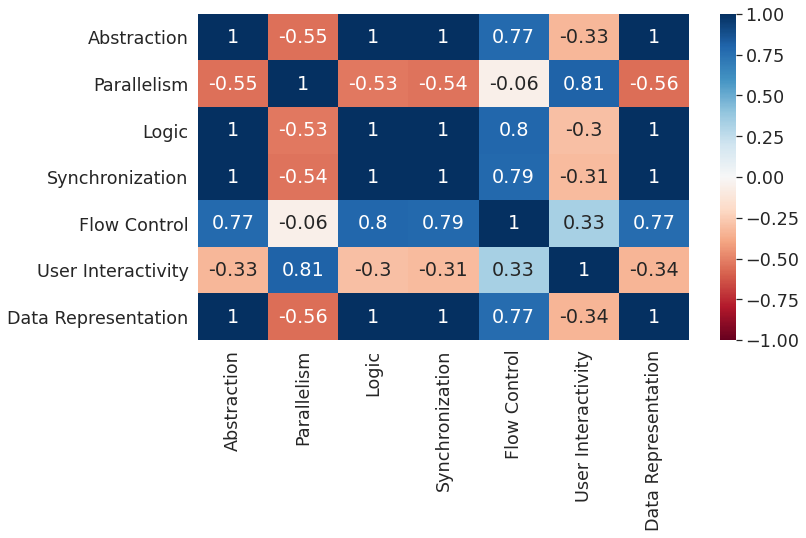 Abstraction 1 -0.55 1 1 0.77 -0.33 1
Parallelism -0.55 1 -0.53 -0.54 -0.06 0.81 -0.56
Logic 1 -0.53 1 1 0.8 -0.3 1
Synchronization 1 -0.54 1 1 0.79 -0.31 1
Flow Control 0.77 -0.06 0.8 0.79 1 0.33 0.77
User Interactivity -0.33 0.81 -0.3 -0.31 0.33 1 -0.34
Data Representation 1 -0.56 1 1 0.77 -0.34 1
Abstraction
Parallelism
Logic
Synchronization
Flow Control
User Interactivity
Data Representation
1.00
0.75
0.50
0.25
0.00
−0.25
−0.50
−0.75
−1.00